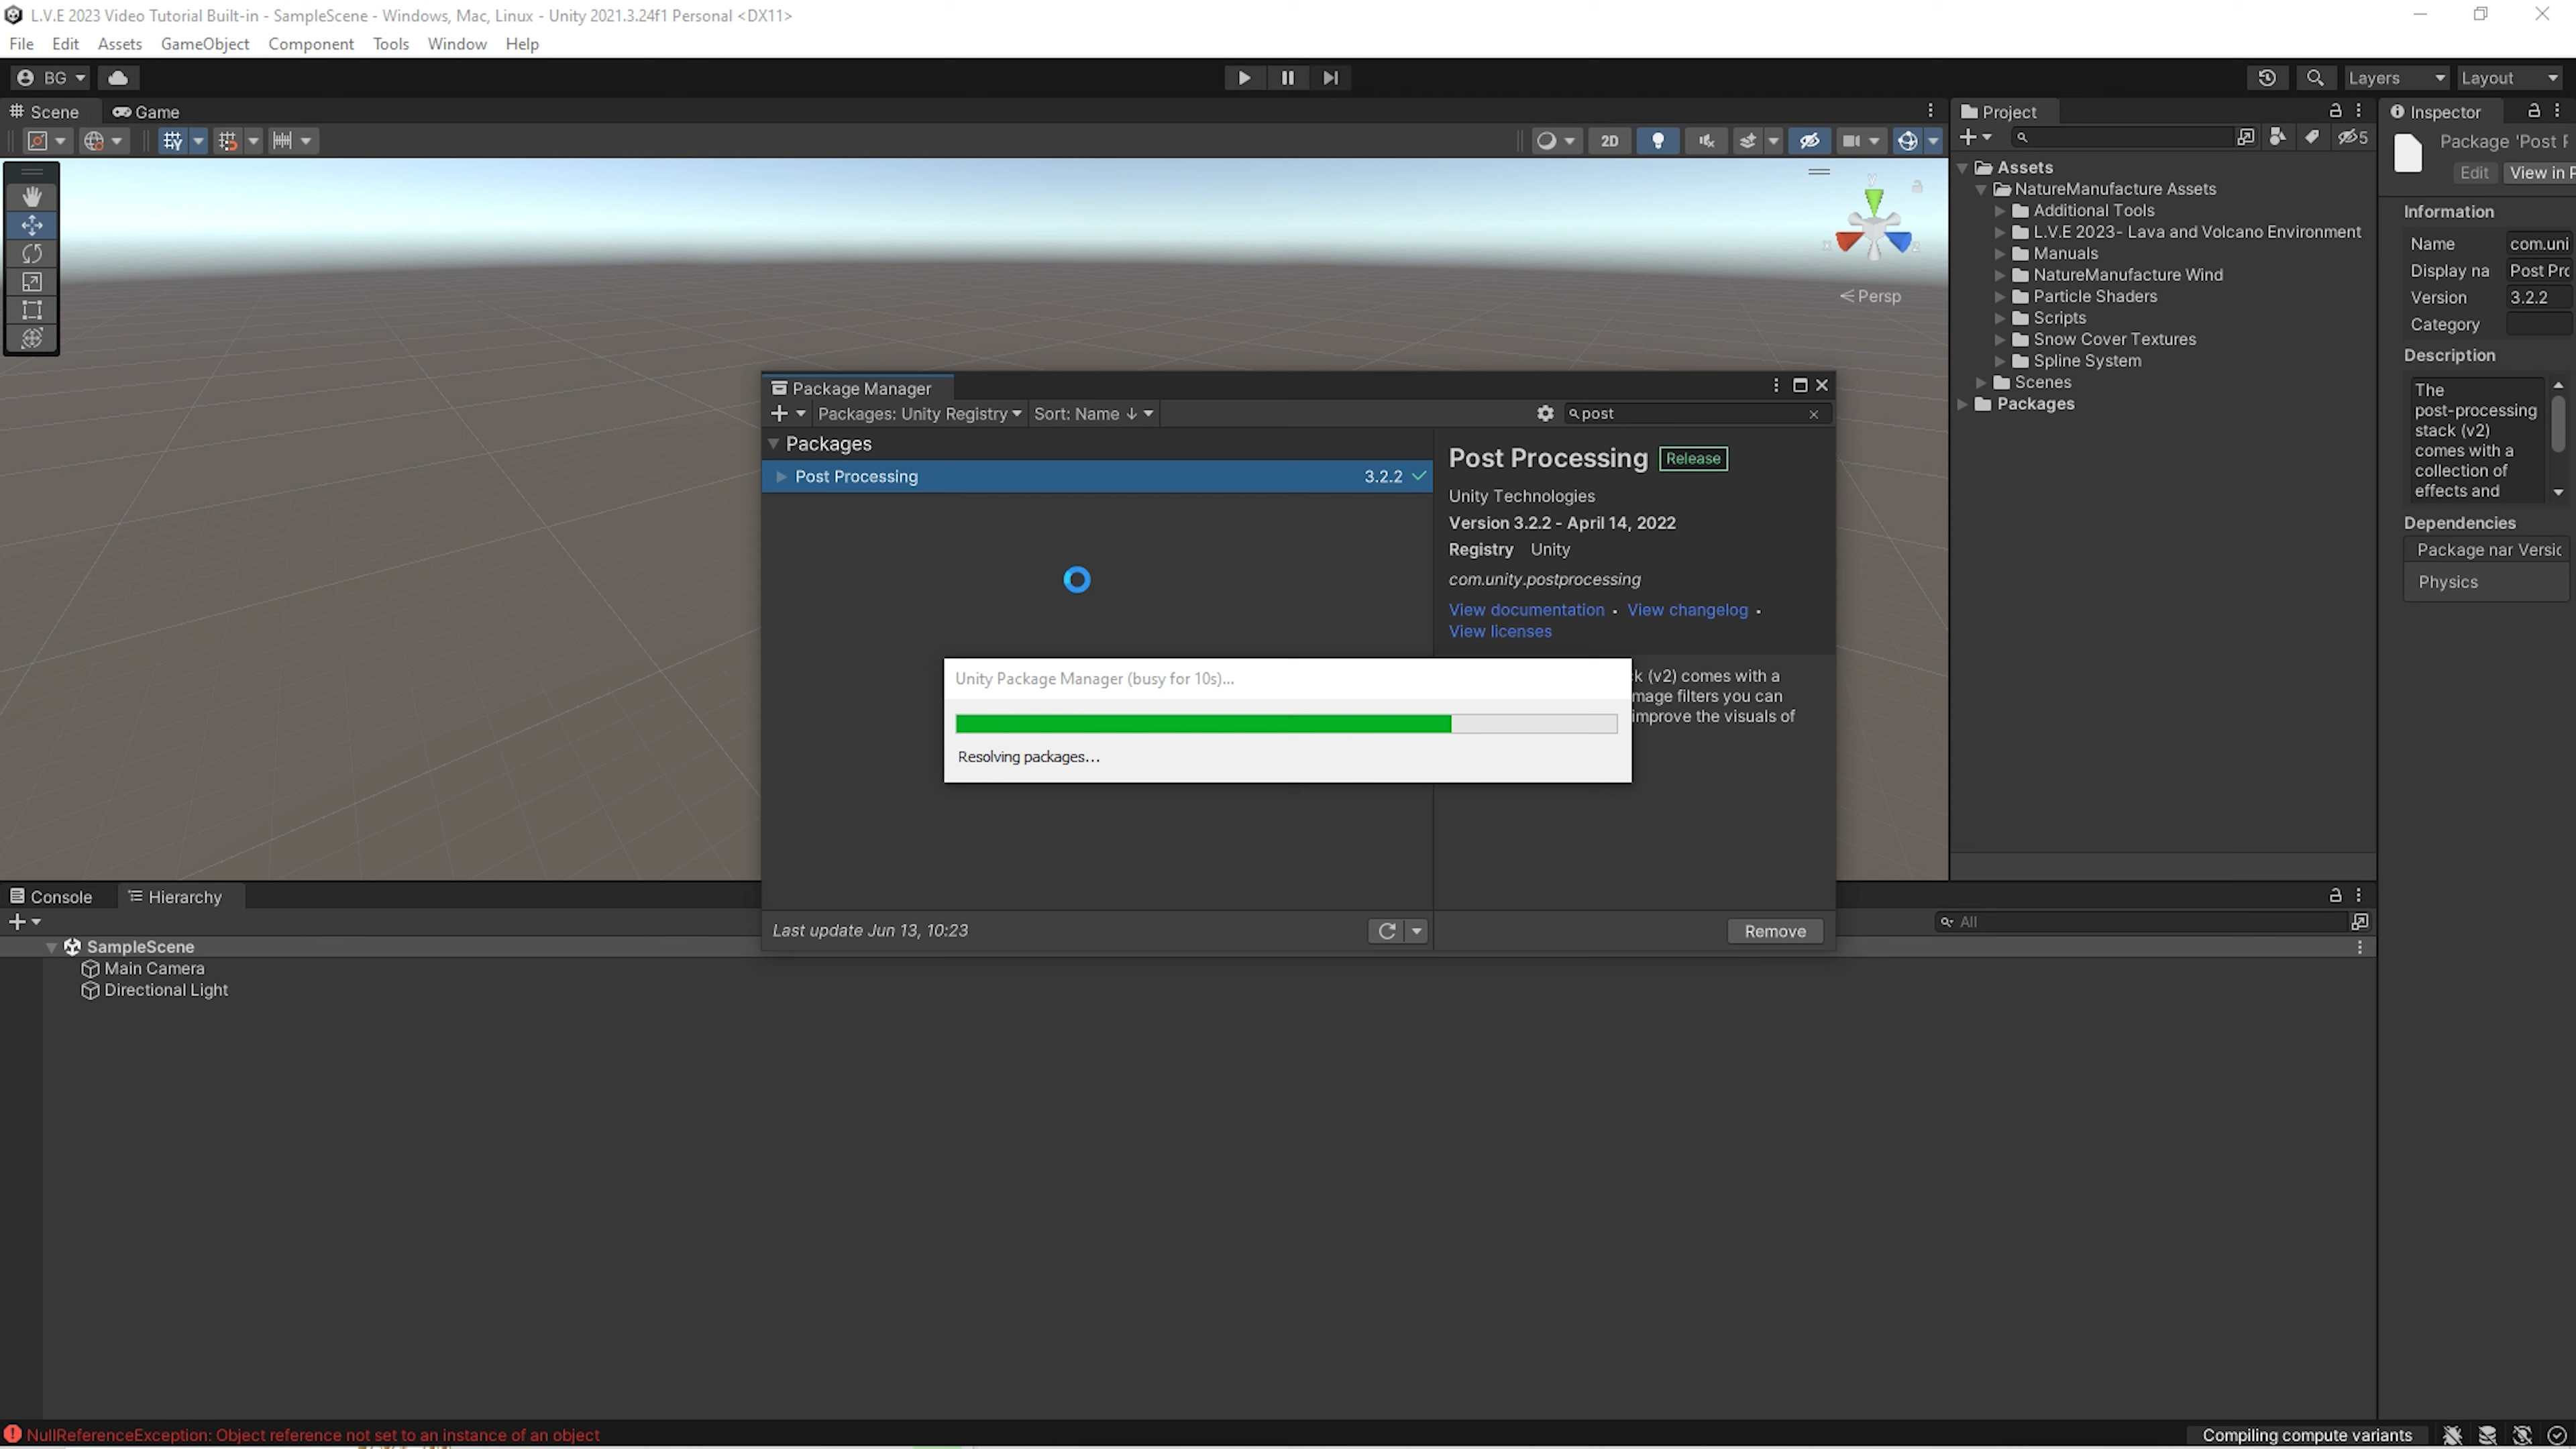 L.V.E 2023 Video Tutorial Built-in - SampleScene - Windows, Mac, Linux - Unity 2021.3.24f1 Personal <DX11>
File Edit Assets GameObject Component Tools Window Help
BG
Layers Layout
Scene Game
2D
Persp
Project
5
Assets
NatureManufacture Assets
Additional Tools
L.V.E 2023- Lava and Volcano Environment
Manuals
NatureManufacture Wind
Particle Shaders
Scripts
Snow Cover Textures
Spline System
Scenes
Packages
Inspector
Package 'Post P
Edit View in P
Information
Name com.uni
Display na Post Pro
Version 3.2.2
Category
Description
The
post-processing
stack (v2)
comes with a
collection of
effects and
Dependencies
Package nar Versic
Physics
Package Manager
Packages: Unity Registry Sort: Name ↓ post
Packages
Post Processing 3.2.2
Post Processing Release
Unity Technologies
Version 3.2.2 - April 14, 2022
Registry Unity
com.unity.postprocessing
View documentation • View changelog •
View licenses
k (v2) comes with a
mage filters you can
improve the visuals of
Unity Package Manager (busy for 10s)...
Resolving packages...
Last update Jun 13, 10:23
Remove
Console Hierarchy
All
SampleScene
Main Camera
Directional Light
NullReferenceException: Object reference not set to an instance of an object
Compiling compute variants